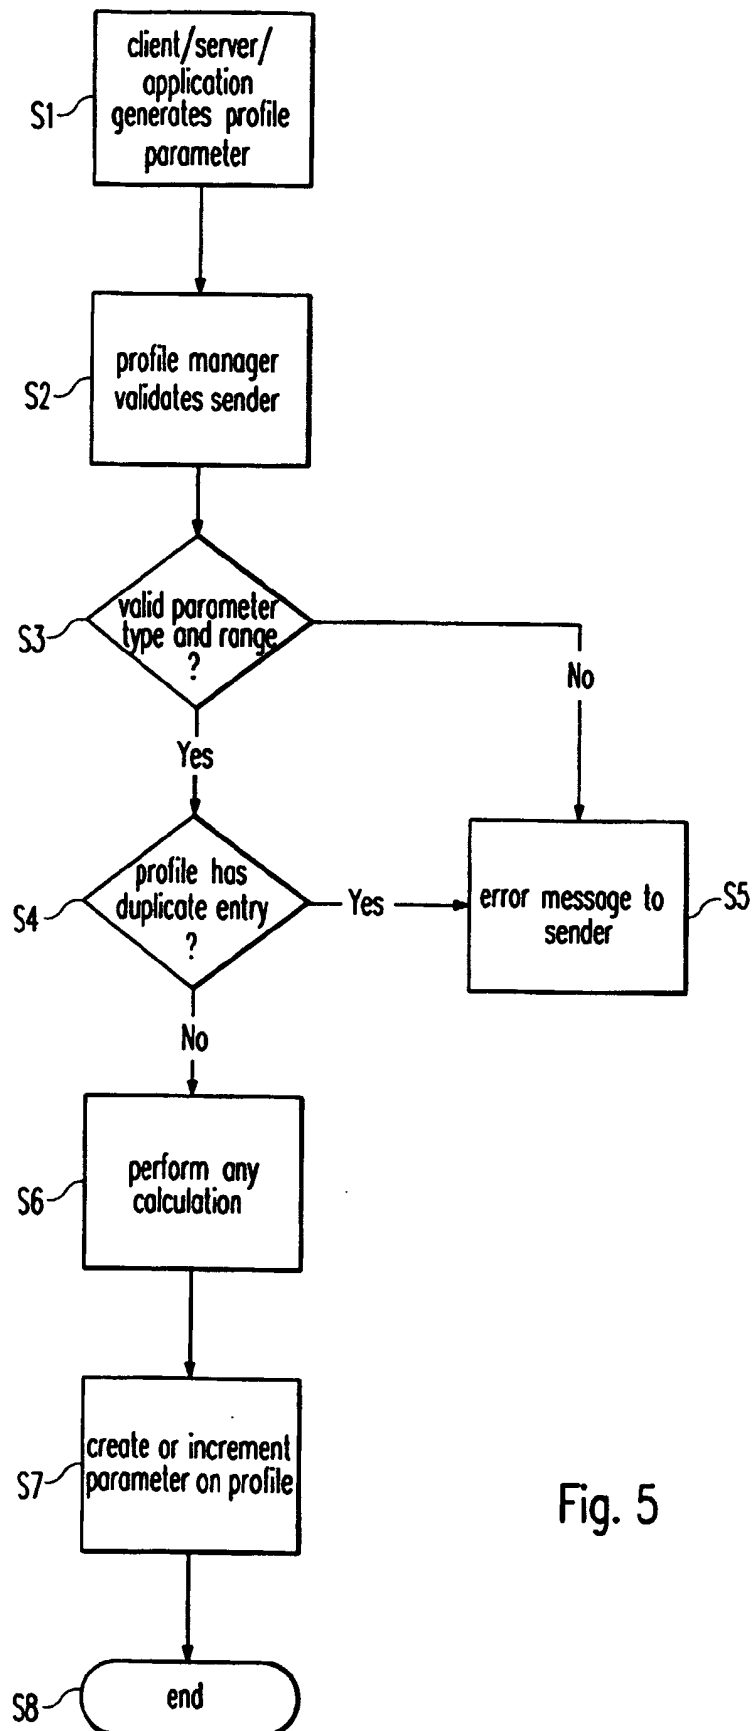 client/server/
application
generates profile
parameter
S1
profile manager
validates sender
S2
valid parameter
type and range
?
S3
No
Yes
profile has
duplicate entry
?
S4
Yes
error message to
sender
S5
No
perform any
calculation
S6
create or increment
parameter on profile
S7
Fig. 5
end
S8